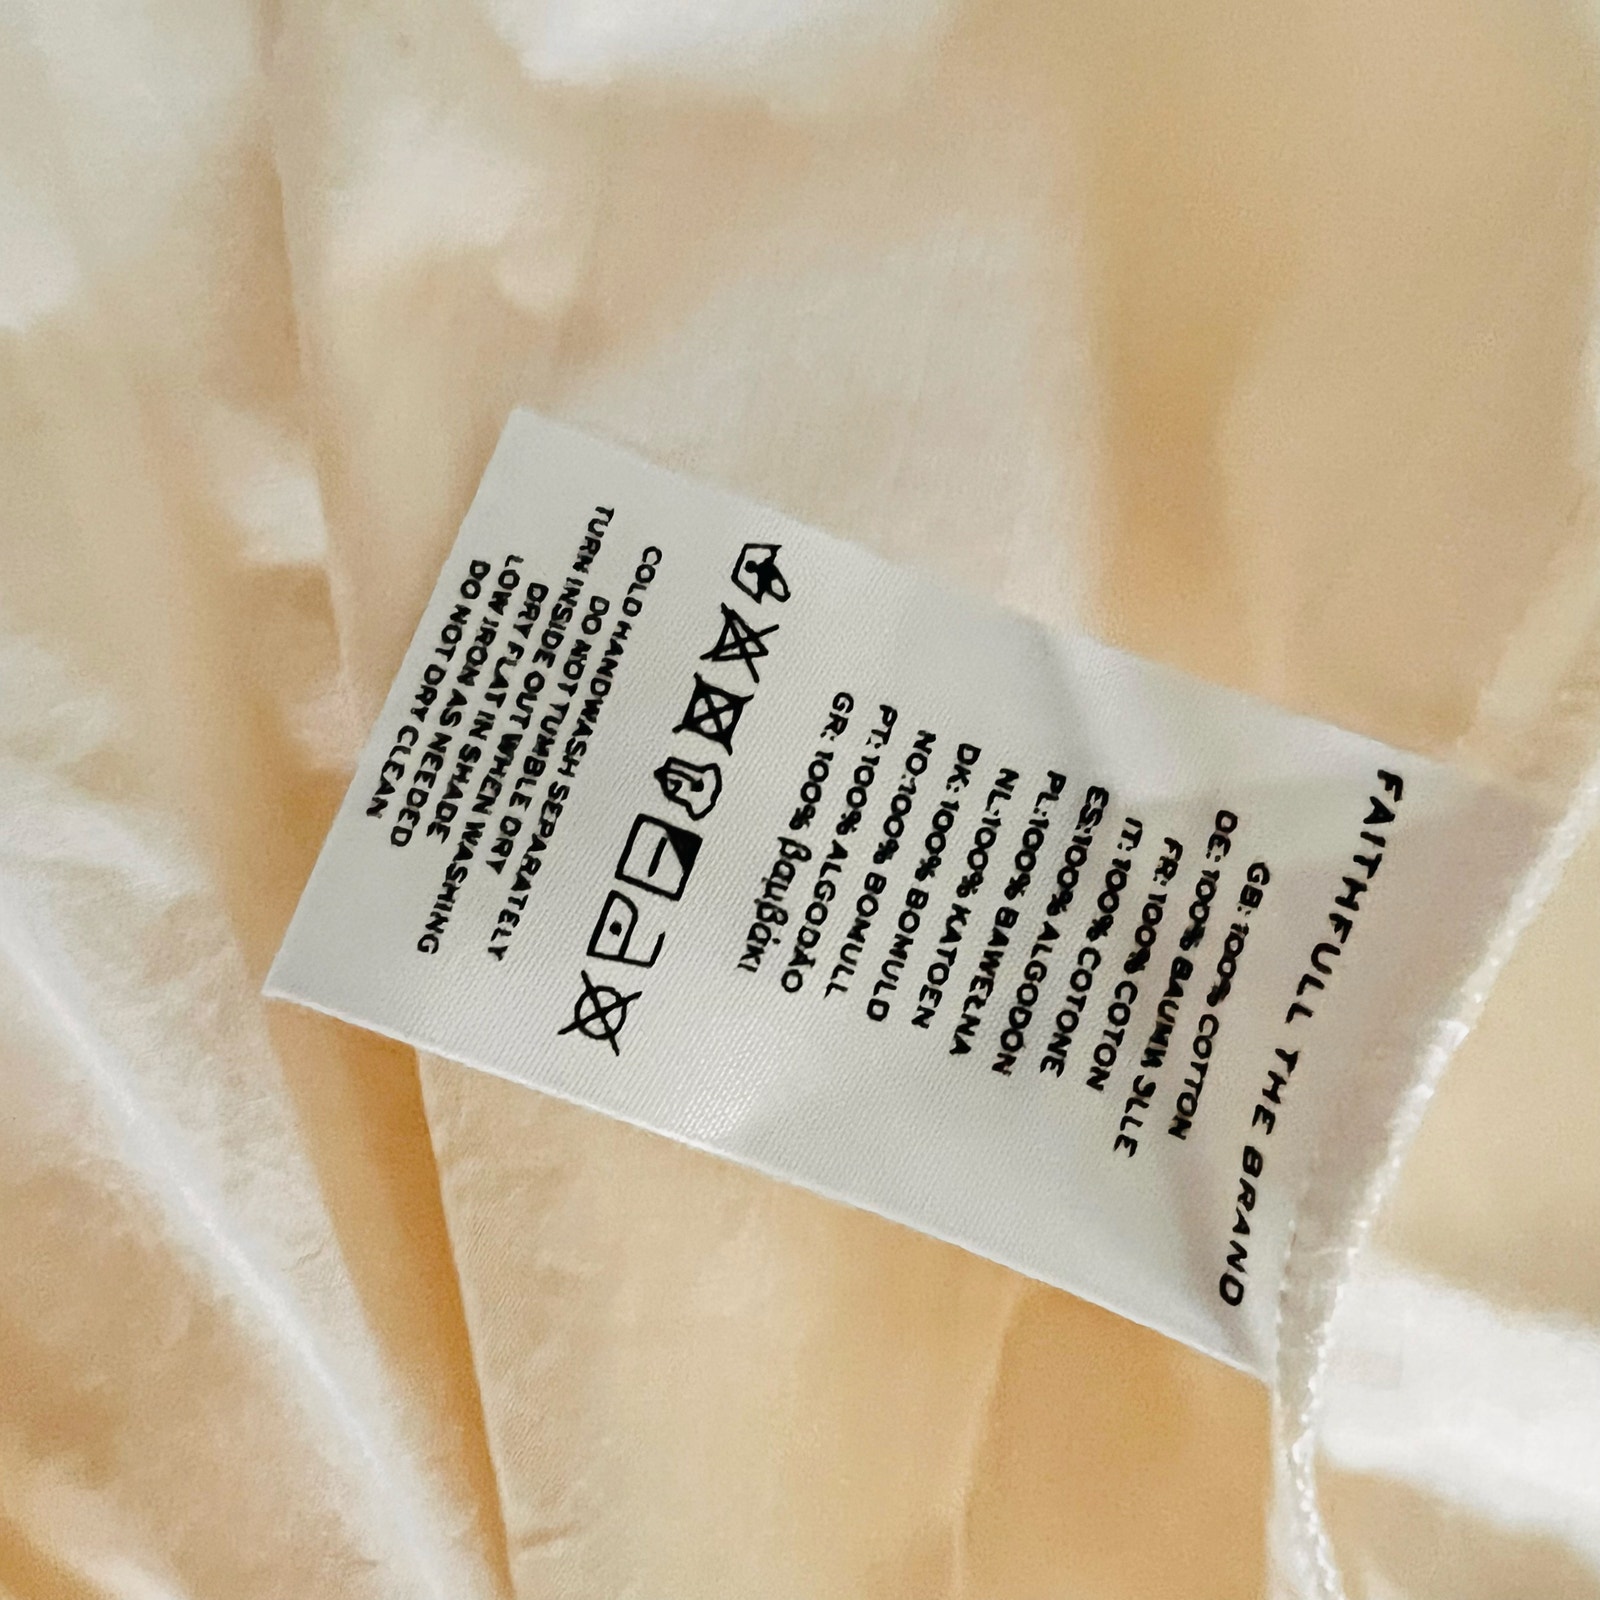 FAITHFULL THE BRAND
GB: 100% COTTON
DE: 100% BAUMWOLLE
FR: 100% COTON
IT: 100% COTONE
ES:100% ALGODÓN
PL:100% BAWEŁNA
NL:100% KATOEN
DK:100% BOMULD
NO:100% BOMULL
PT: 100% ALGODÃO
GR: 100% βαμβάκι
COLD HANDWASH SEPARATELY
DO NOT TUMBLE DRY
TURN INSIDE OUT WHEN WASHING
DRY FLAT IN SHADE
LOW IRON AS NEEDED
DO NOT DRY CLEAN